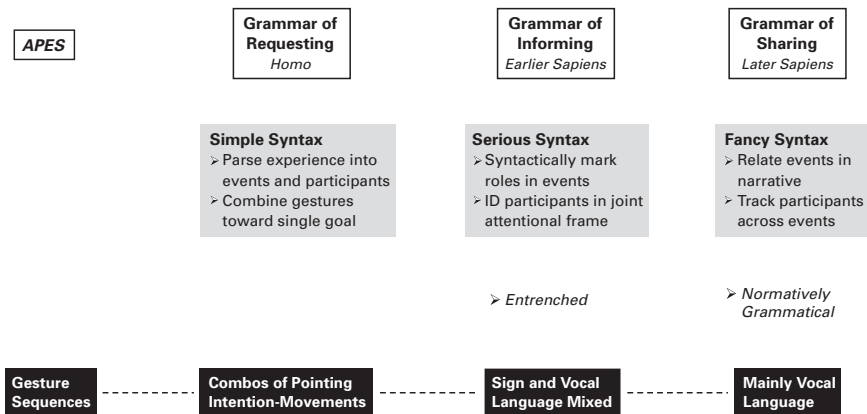 APES
Grammar of
Requesting
Homo
Grammar of
Informing
Earlier Sapiens
Grammar of
Sharing
Later Sapiens
Simple Syntax
➢ Parse experience into
events and participants
➢ Combine gestures
toward single goal
Serious Syntax
➢ Syntactically mark
roles in events
➢ ID participants in joint
attentional frame
Fancy Syntax
➢ Relate events in
narrative
➢ Track participants
across events
➢ Entrenched
➢ Normatively
Grammatical
Gesture
Sequences
Combos of Pointing
Intention-Movements
Sign and Vocal
Language Mixed
Mainly Vocal
Language